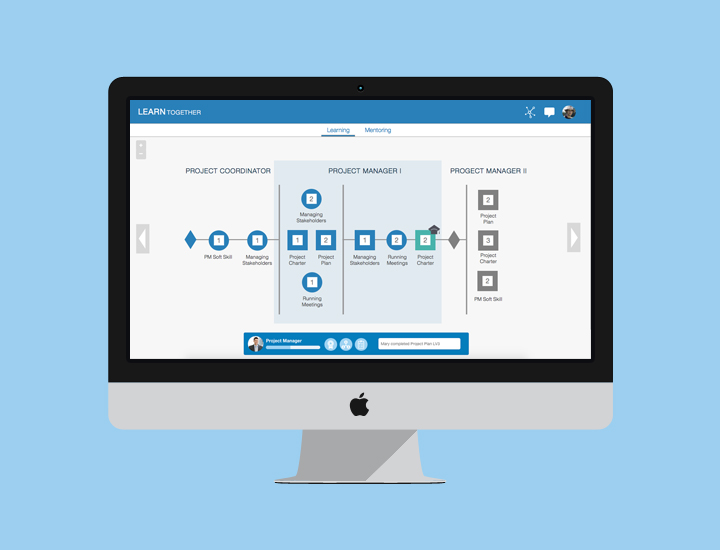 LEARN TOGETHER
Learning Mentoring
+
-
PROJECT COORDINATOR PROJECT MANAGER I PROGECT MANAGER II
2
Managing
Stakeholders
2
Project
Plan
1
PM Soft Skill
1
Managing
Stakeholders
1
Project
Charter
2
Project
Plan
1
Managing
Stakeholders
2
Running
Meetings
2
Project
Charter
3
Project
Charter
1
Running
Meetings
2
PM Soft Skill
Project Manager
Mary completed Project Plan LV3